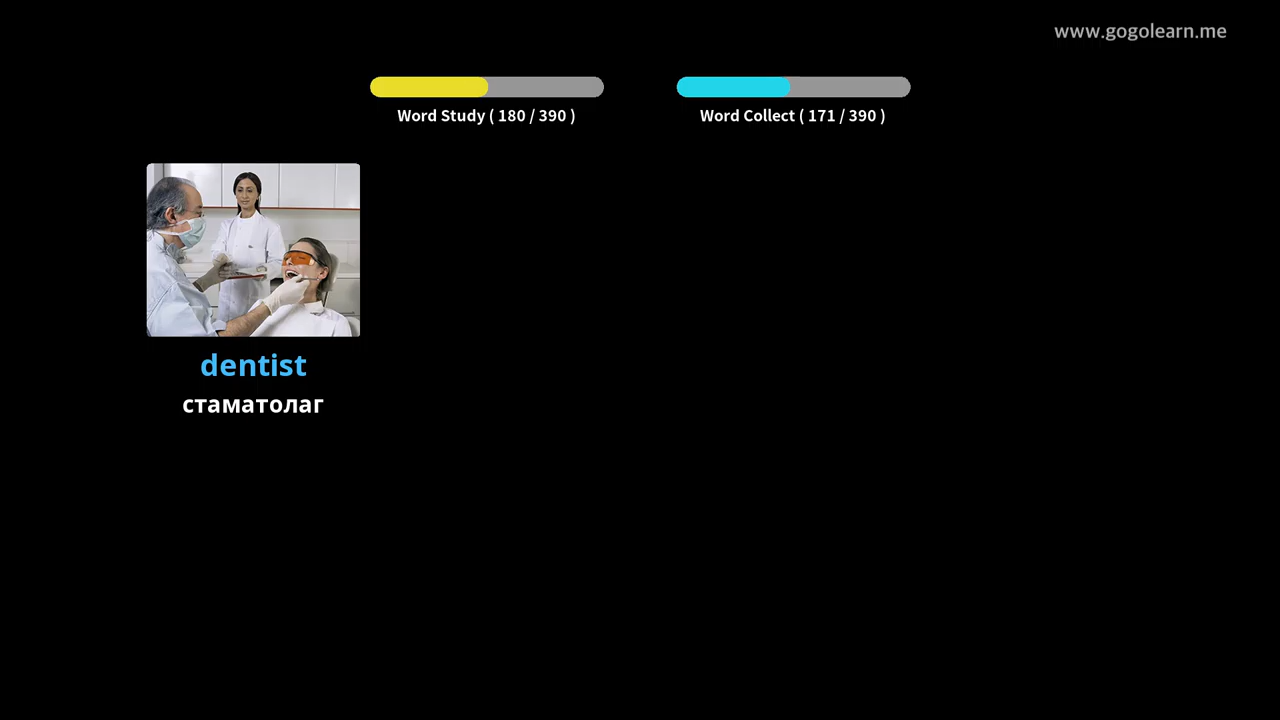 www.gogolearn.me
Word Study ( 180 / 390 )
Word Collect ( 171 / 390 )
dentist
стаматолаг